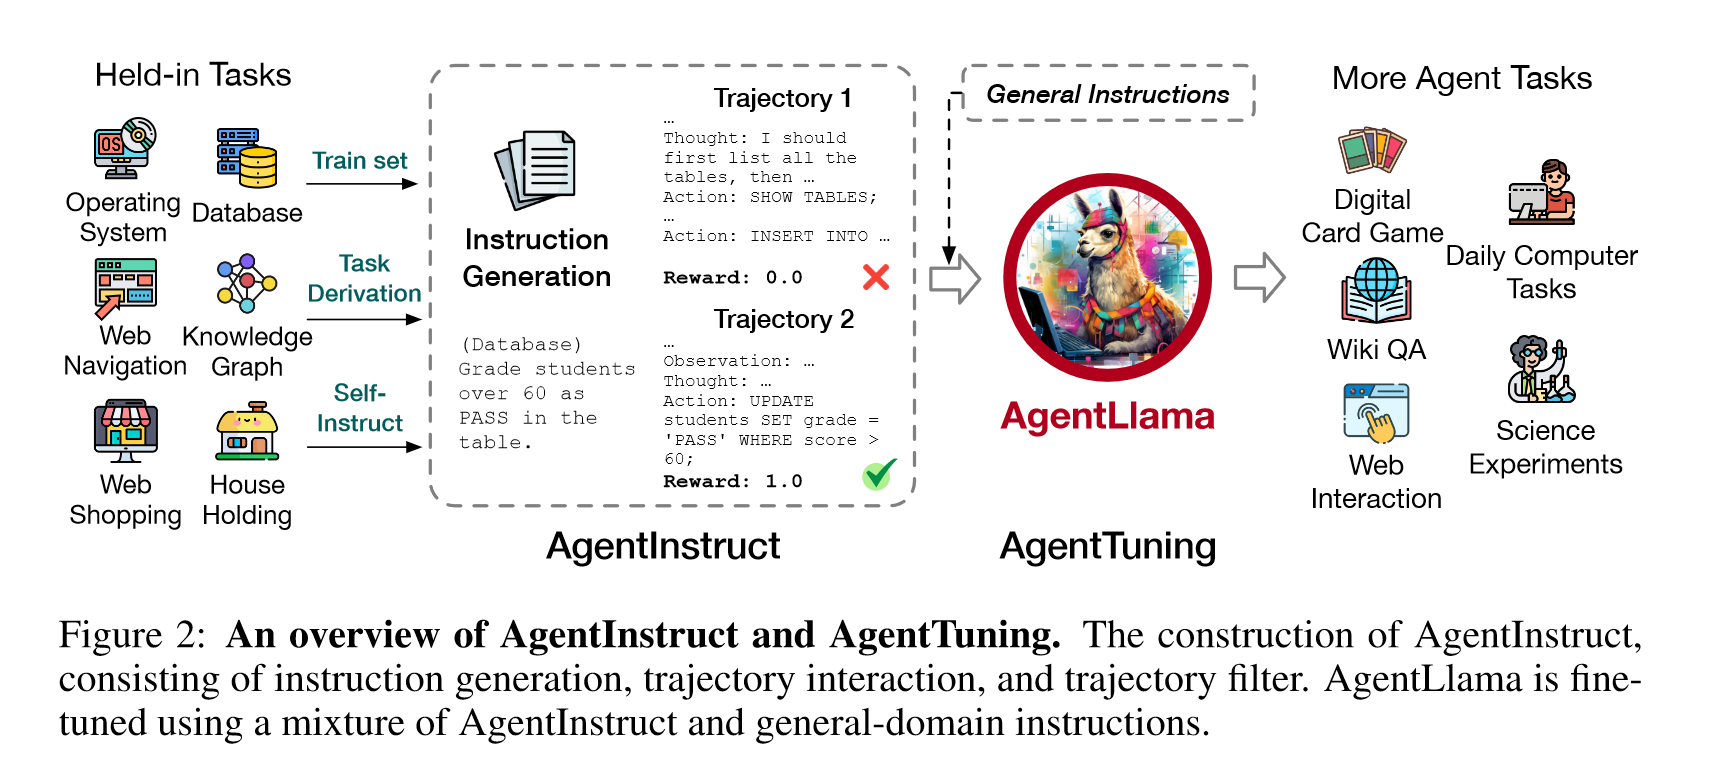 Held-in Tasks
Operating
System
Database
Web
Navigation
Knowledge
Graph
Web
Shopping
House
Holding
Train set
Task
Derivation
Self-
Instruct
OS
Instruction
Generation
(Database)
Grade students
over 60 as
PASS in the
table.
Trajectory 1
…
Thought: I should
first list all the
tables, then …
Action: SHOW TABLES;
…
Action: INSERT INTO …
Reward: 0.0
Trajectory 2
…
Observation: …
Thought: …
Action: UPDATE
students SET grade =
'PASS' WHERE score >
60;
Reward: 1.0
AgentInstruct
General Instructions
AgentLlama
AgentTuning
More Agent Tasks
Digital
Card Game
Daily Computer
Tasks
Wiki QA
Science
Experiments
Web
Interaction
Figure 2: An overview of AgentInstruct and AgentTuning. The construction of AgentInstruct,
consisting of instruction generation, trajectory interaction, and trajectory filter. AgentLlama is fine-
tuned using a mixture of AgentInstruct and general-domain instructions.